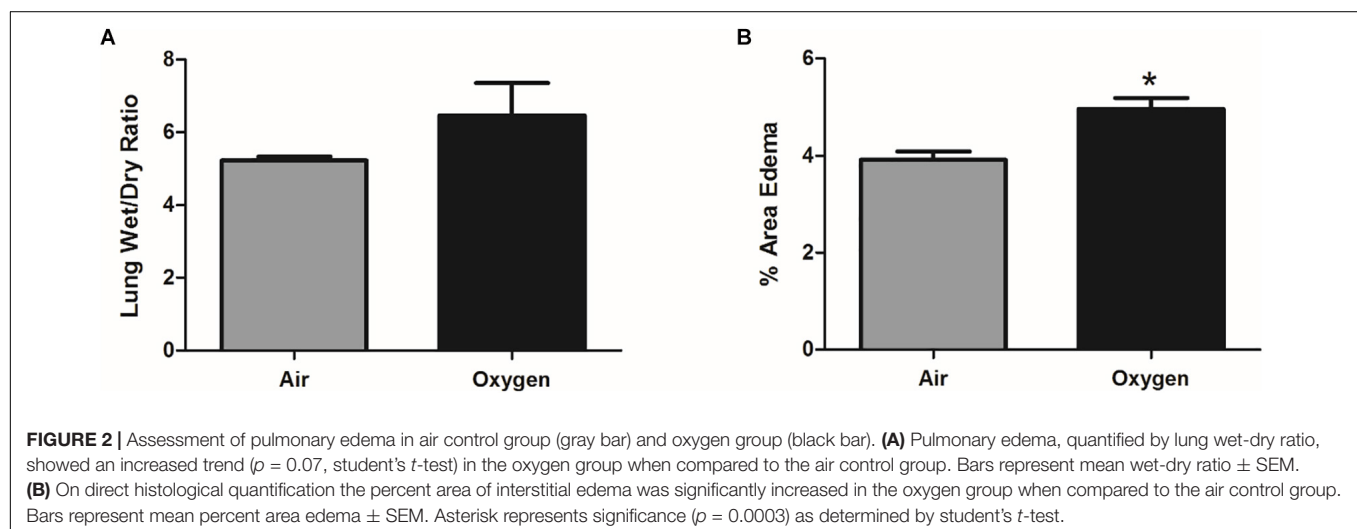 A
8
6
4
2
0
Lung Wet/Dry Ratio
Air
Oxygen
B
6
4
2
0
% Area Edema
*
Air
Oxygen
FIGURE 2 | Assessment of pulmonary edema in air control group (gray bar) and oxygen group (black bar). (A) Pulmonary edema, quantified by lung wet-dry ratio,
showed an increased trend (p = 0.07, student's t-test) in the oxygen group when compared to the air control group. Bars represent mean wet-dry ratio ± SEM.
(B) On direct histological quantification the percent area of interstitial edema was significantly increased in the oxygen group when compared to the air control group.
Bars represent mean percent area edema ± SEM. Asterisk represents significance (p = 0.0003) as determined by student's t-test.